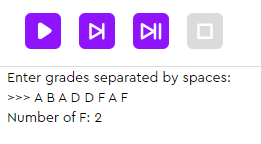 Enter grades separated by spaces:
>>> A B A D D F A F
Number of F: 2